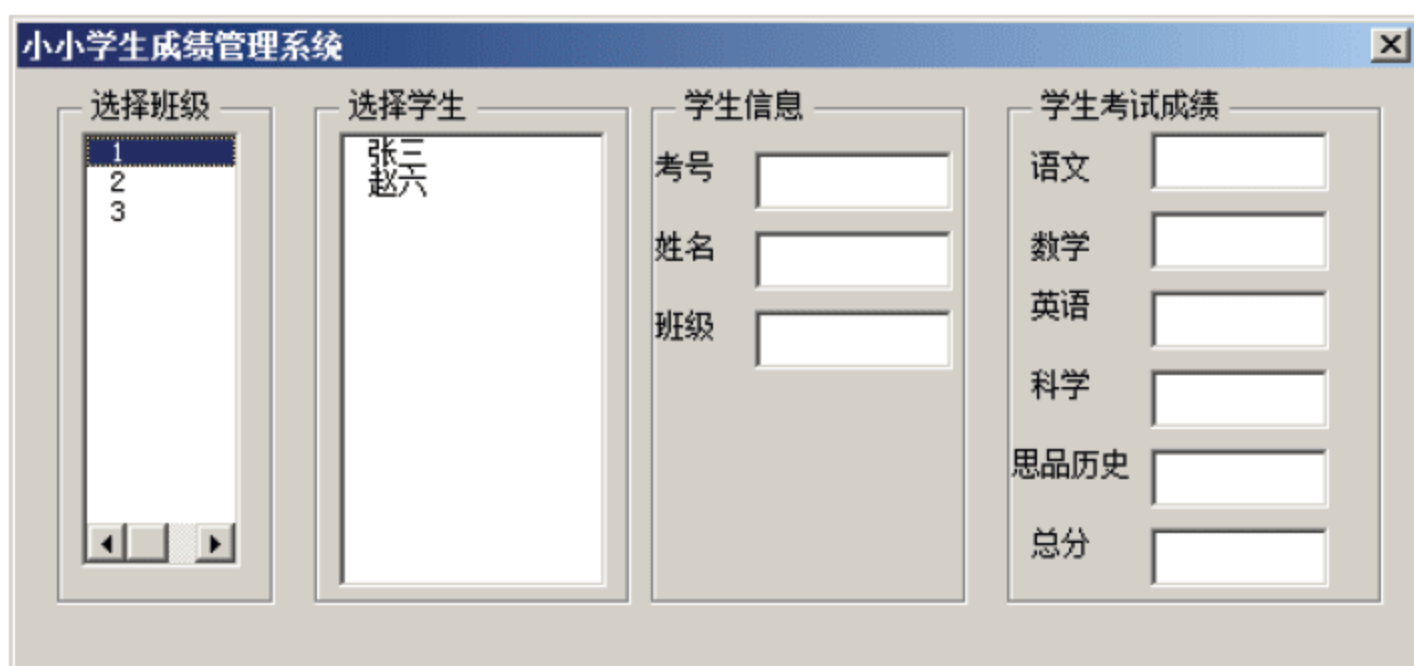 小小学生成绩管理系统
选择班级
1
2
3
选择学生
张三
赵六
学生信息
考号
姓名
班级
学生考试成绩
语文
数学
英语
科学
思品历史
总分